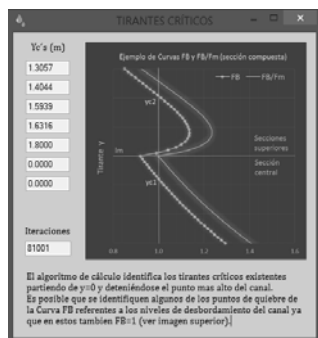 TIRANTES CRÍTICOS
Yc's (m)
1.3057
1.4044
1.5939
1.6316
1.8000
0.0000
0.0000
Iteraciones
81001
Ejemplo de Curvas FB y FB/Fm (sección compuesta)
FB
FB/Fm
yc2
Im
Secciones
superiores
Sección
central
yc1
Tirante y
0.8
1.0
1.2
1.4
1.6
El algoritmo de cálculo identifica los tirantes críticos existentes
partiendo de y=0 y deteniéndose el punto mas alto del canal.
Es posible que se identifiquen algunos de los puntos de quiebre de
la Curva FB referentes a los niveles de desbordamiento del canal ya
que en estos tambien FB=1 (ver imagen superior).